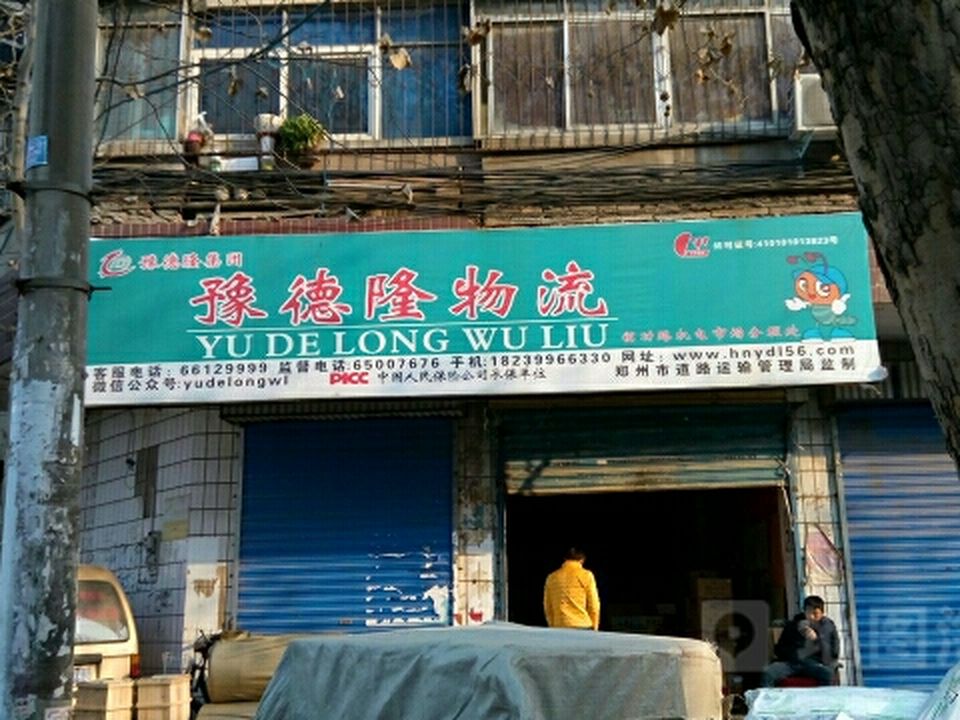 豫德隆集团
许可证号:410101013823号
豫德隆物流
YU DE LONG WU LIU
客服电话:66129999 监督电话:65007676 手机:18239966330 网址:www.hnydl56.com
微信公众号:yudelongwl PICC 中国人民保险公司承保单位 郑州市道路运输管理局监制